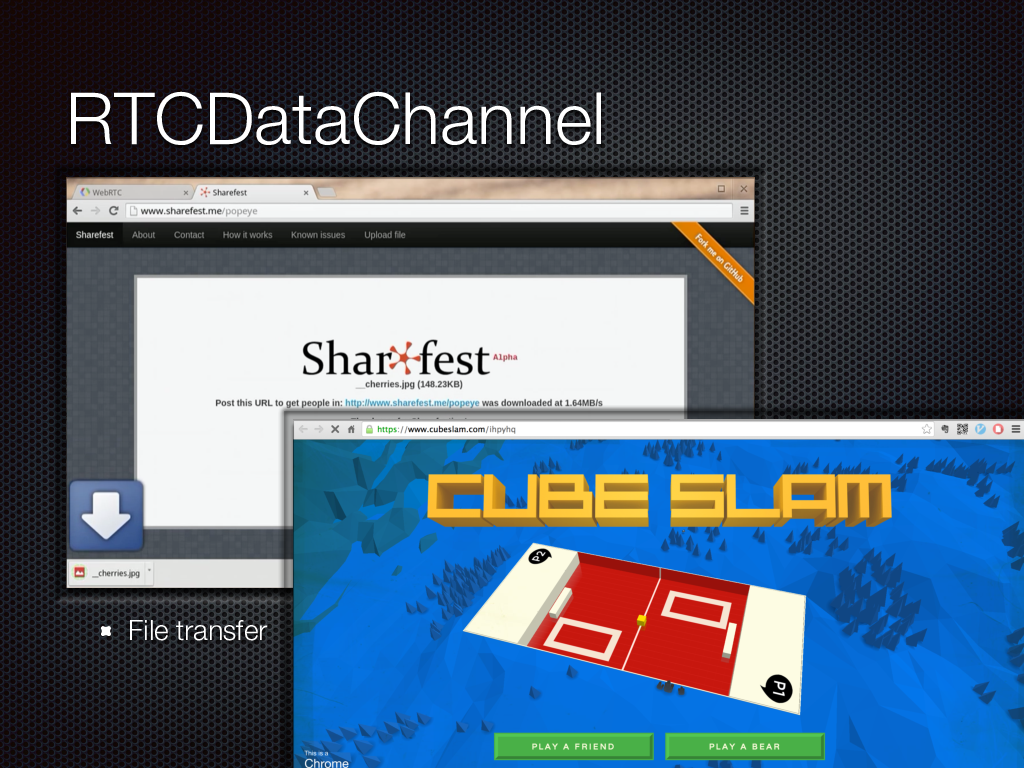 RTCDataChannel
WebRTC
Sharefest
www.sharefest.me/popeye
Sharefest About Contact How it works Known issues Upload file
Fork me on GitHub
Sharefest Alpha
__cherries.jpg (148.23KB)
Post this URL to get people in: http://www.sharefest.me/popeye was downloaded at 1.64MB/s
https://www.cubeslam.com/ihpyhq
CUBE SLAM
P2
P1
__cherries.jpg
File transfer
PLAY A FRIEND
PLAY A BEAR
This is a
Chrome